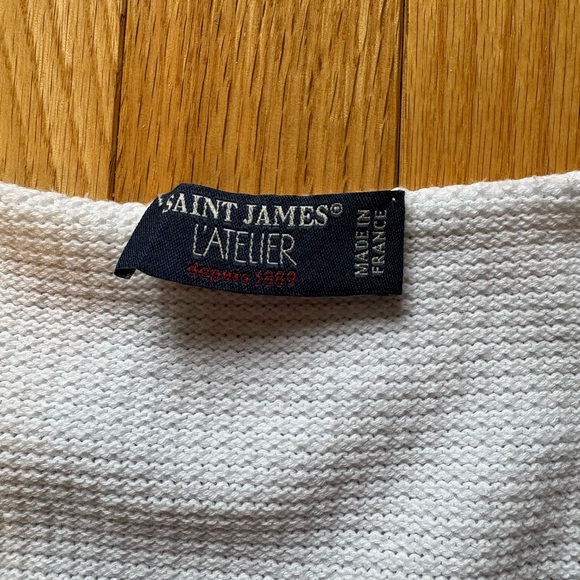 SAINT JAMES®
L'ATELIER
depuis 1889
MADE IN
FRANCE